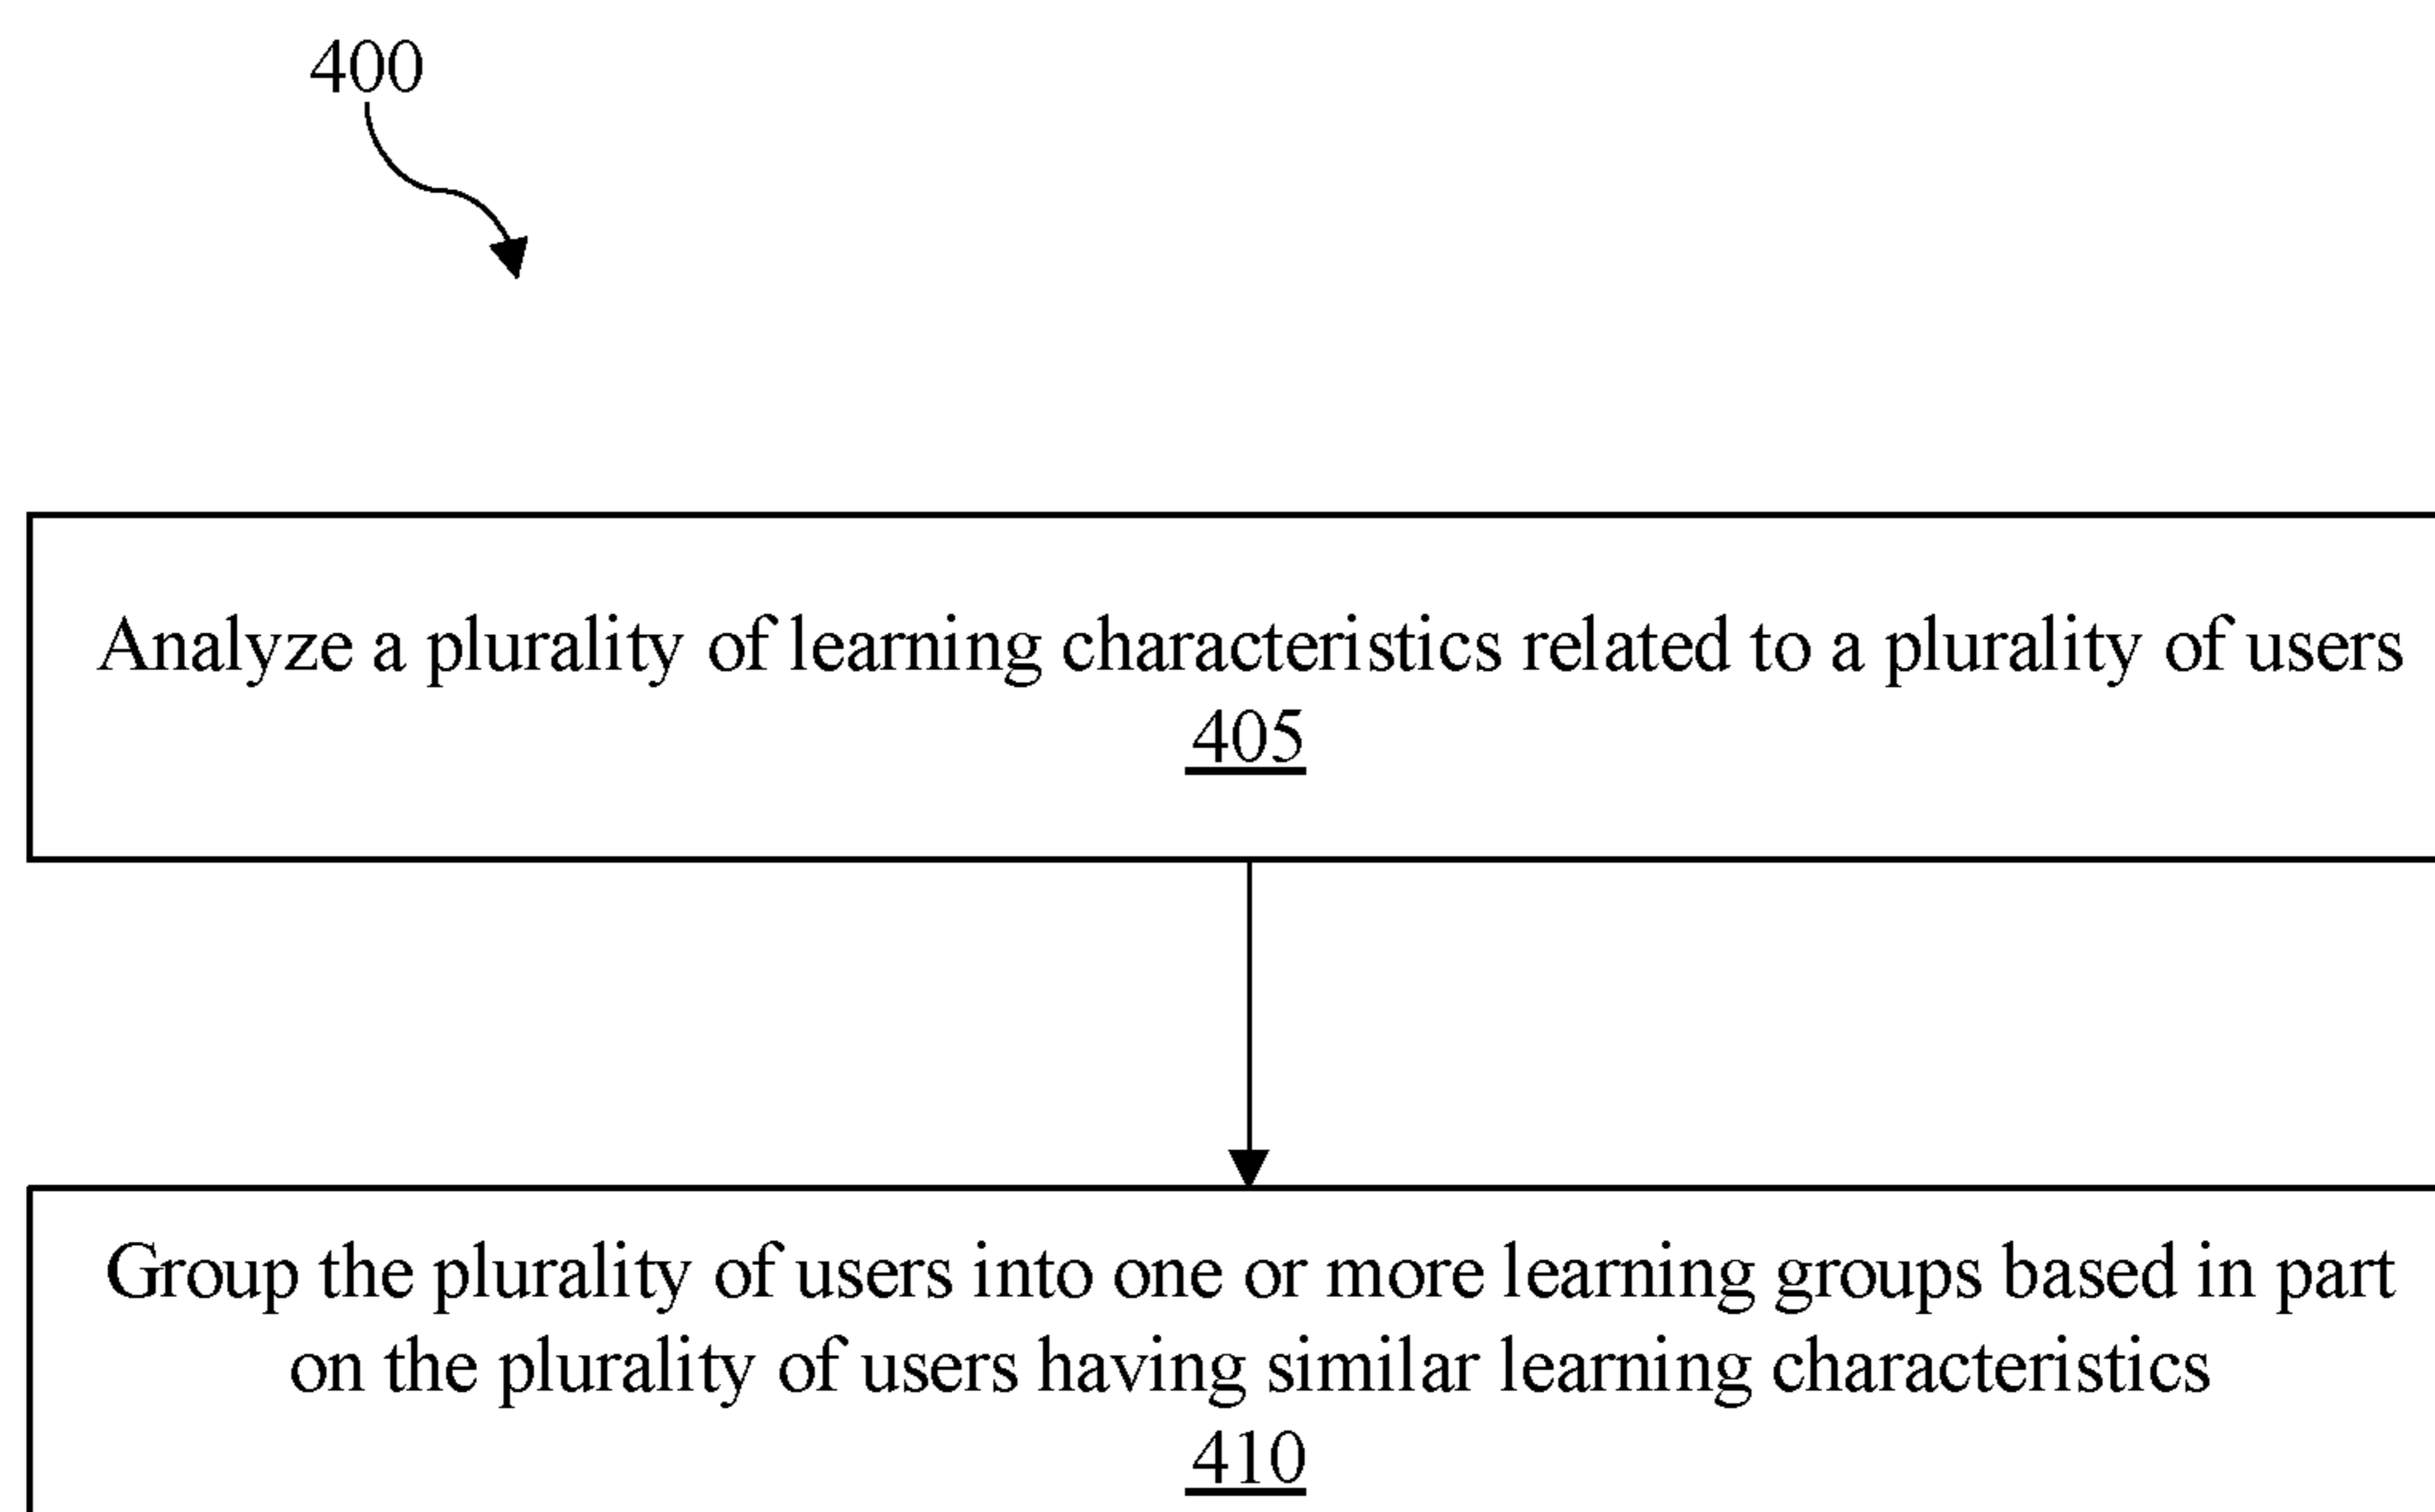 400
Analyze a plurality of learning characteristics related to a plurality of users
405
Group the plurality of users into one or more learning groups based in part
on the plurality of users having similar learning characteristics
410